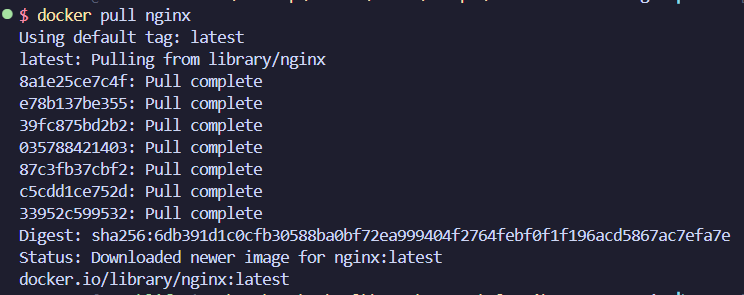 $ docker pull nginx
Using default tag: latest
latest: Pulling from library/nginx
8a1e25ce7c4f: Pull complete
e78b137be355: Pull complete
39fc875bd2b2: Pull complete
035788421403: Pull complete
87c3fb37cbf2: Pull complete
c5cdd1ce752d: Pull complete
33952c599532: Pull complete
Digest: sha256:6db391d1c0cfb30588ba0bf72ea999404f2764febf0f1f196acd5867ac7efa7e
Status: Downloaded newer image for nginx:latest
docker.io/library/nginx:latest